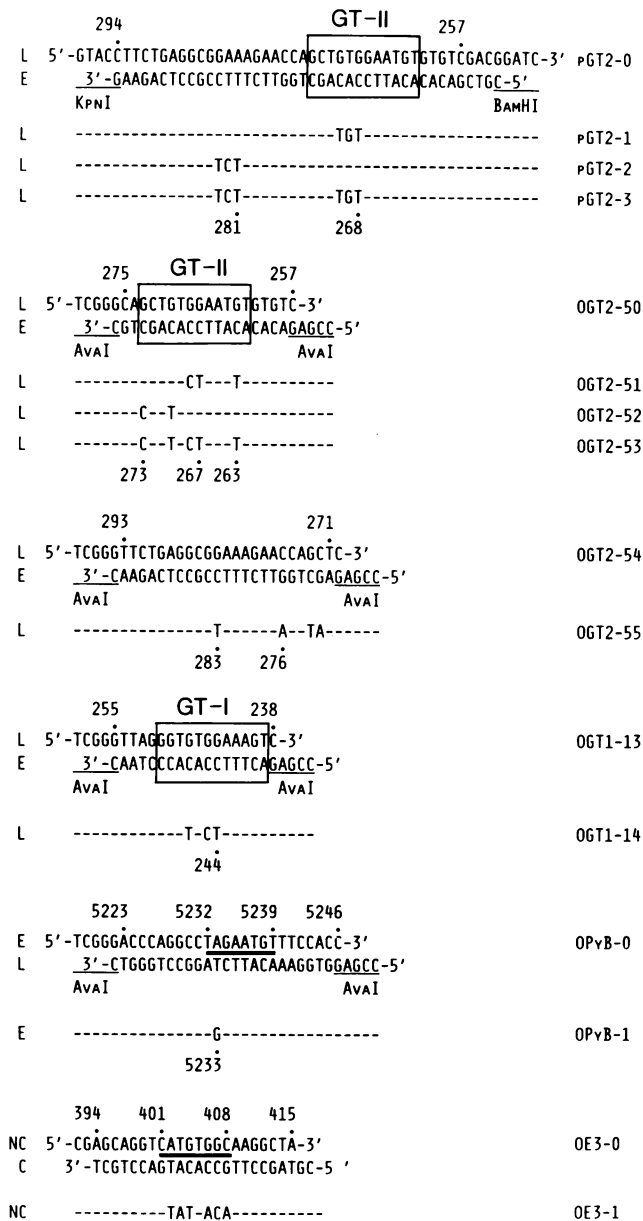 GT-II
294 257
L 5'-GTACCTTCTGAGGCGGAAAGAACCAGCTGTGGAATGTGTGTCGACGGATC-3' pGT2-0
E 3'-GAAGACTCCGCCTTTCTTGGTCGACACCTTACACACAGCTGC-5'
KpnI BamHI
L -----------------------------TGT------------------- pGT2-1
L ---------------TCT-------------------------------- pGT2-2
L ---------------TCT-----------TGT------------------- pGT2-3
281 268
GT-II
275 257
L 5'-TCGGGCAGCTGTGGAATGTGTGTC-3' OGT2-50
E 3'-CGTCGACACCTTACACACAGAGCC-5'
AvaI AvaI
L ------------CT---T---------- OGT2-51
L -------C--T----------------- OGT2-52
L -------C--T-CT---T---------- OGT2-53
273 267 263
293 271
L 5'-TCGGGTTCTGAGGCGGAAAGAACCAGCTC-3' OGT2-54
E 3'-CAAGACTCCGCCTTTCTTGGTCGAGAGCC-5'
AvaI AvaI
L ---------------T------A--TA------ OGT2-55
283 276
GT-I
255 238
L 5'-TCGGGTTAGGGTGTGGAAAGTC-3' OGT1-13
E 3'-CAATCCCACACCTTTCAGAGCC-5'
AvaI AvaI
L ------------T-CT---------- OGT1-14
244
5223 5232 5239 5246
E 5'-TCGGGACCCAGGCCTAGAATGTTTCCACC-3' OPyB-0
L 3'-CTGGGTCCGGATCTTACAAAGGTGGGAGCC-5'
AvaI AvaI
E ---------------G----------------- OPyB-1
5233
394 401 408 415
NC 5'-CGAGCAGGTCATGTGGCAAGGCTA-3' OE3-0
C 3'-TCGTCCAGTACACCGTTCCGATGC-5'
NC ----------TAT-ACA---------- OE3-1